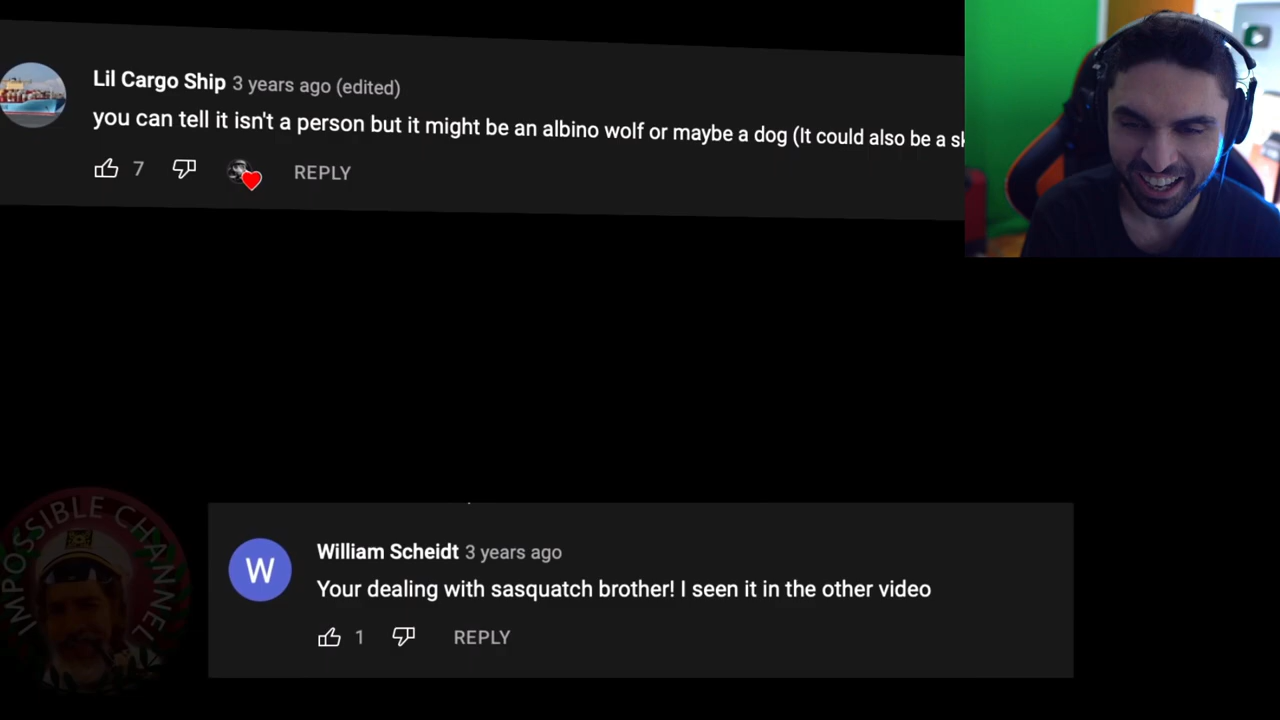 Lil Cargo Ship 3 years ago (edited)
you can tell it isn't a person but it might be an albino wolf or maybe a dog (It could also be a
7 REPLY
IMPOSSIBLE CHANNEL
W William Scheidt 3 years ago
Your dealing with sasquatch brother! I seen it in the other video
1 REPLY